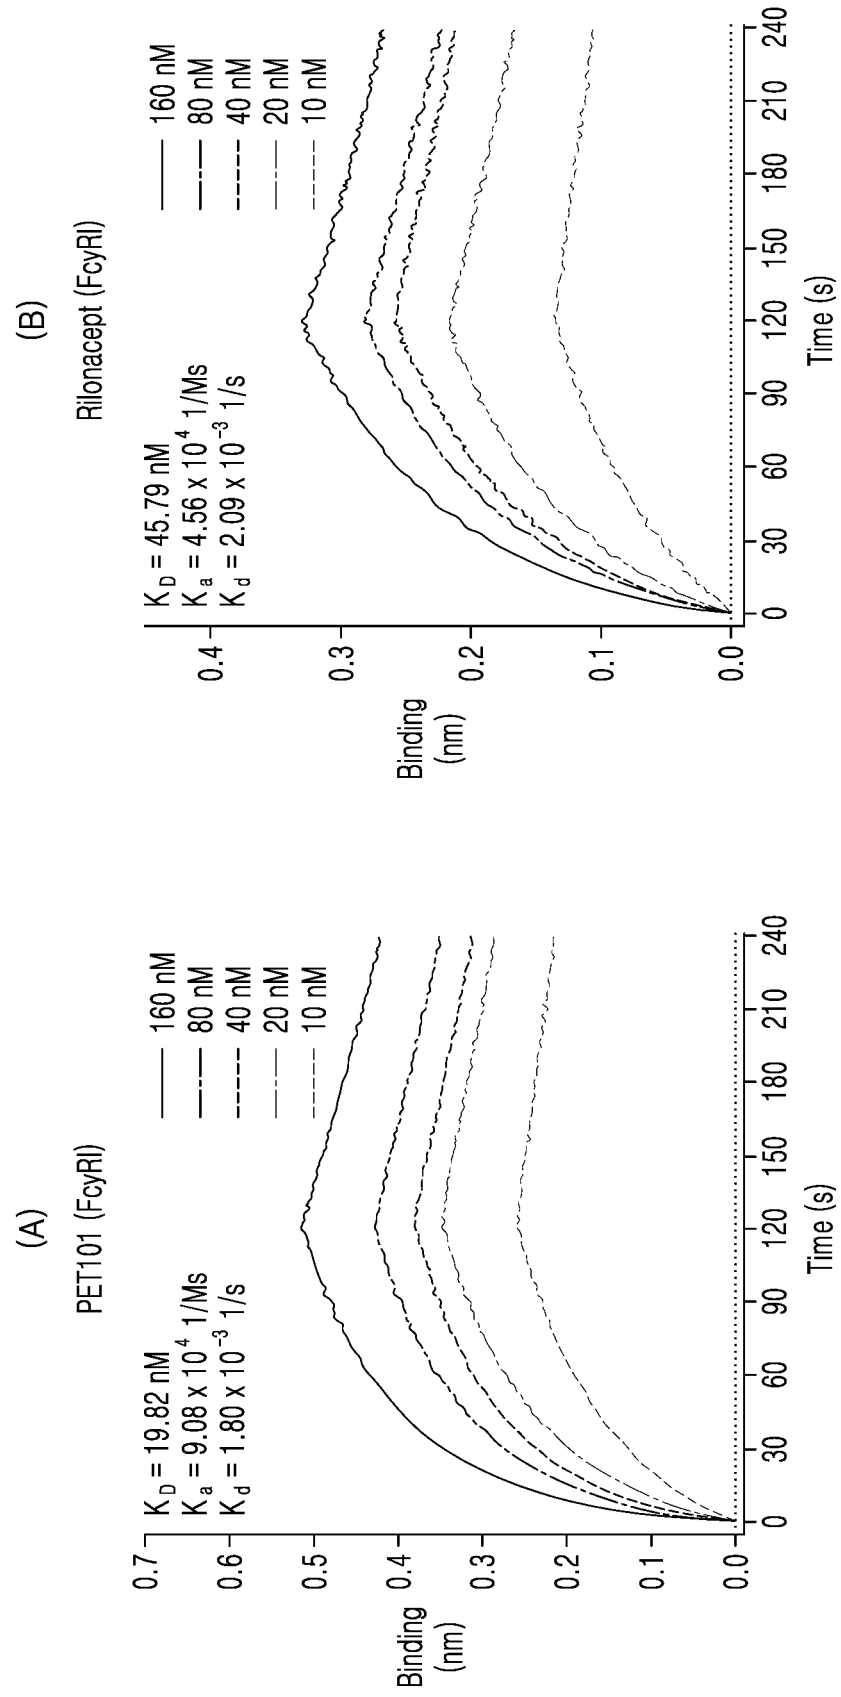 (A)
PET101 (FcyRI)
K_D = 19.82 nM
K_a = 9.08 x 10^4 1/Ms
K_d = 1.80 x 10^-3 1/s
160 nM
80 nM
40 nM
20 nM
10 nM
0.7
0.6
0.5
0.4
0.3
0.2
0.1
0.0
Binding
(nm)
0 30 60 90 120 150 180 210 240
Time (s)
(B)
Rilonacept (FcyRI)
K_D = 45.79 nM
K_a = 4.56 x 10^4 1/Ms
K_d = 2.09 x 10^-3 1/s
160 nM
80 nM
40 nM
20 nM
10 nM
0.4
0.3
0.2
0.1
0.0
Binding
(nm)
0 30 60 90 120 150 180 210 240
Time (s)